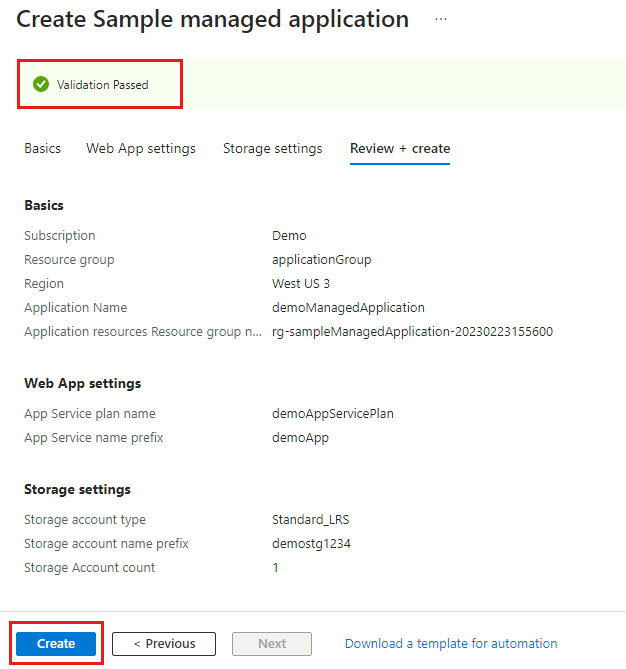 Create Sample managed application ...
Validation Passed
Basics Web App settings Storage settings Review + create
Basics
Subscription Demo
Resource group applicationGroup
Region West US 3
Application Name demoManagedApplication
Application resources Resource group n... rg-sampleManagedApplication-20230223155600
Web App settings
App Service plan name demoAppServicePlan
App Service name prefix demoApp
Storage settings
Storage account type Standard_LRS
Storage account name prefix demostg1234
Storage Account count 1
Create < Previous Next Download a template for automation